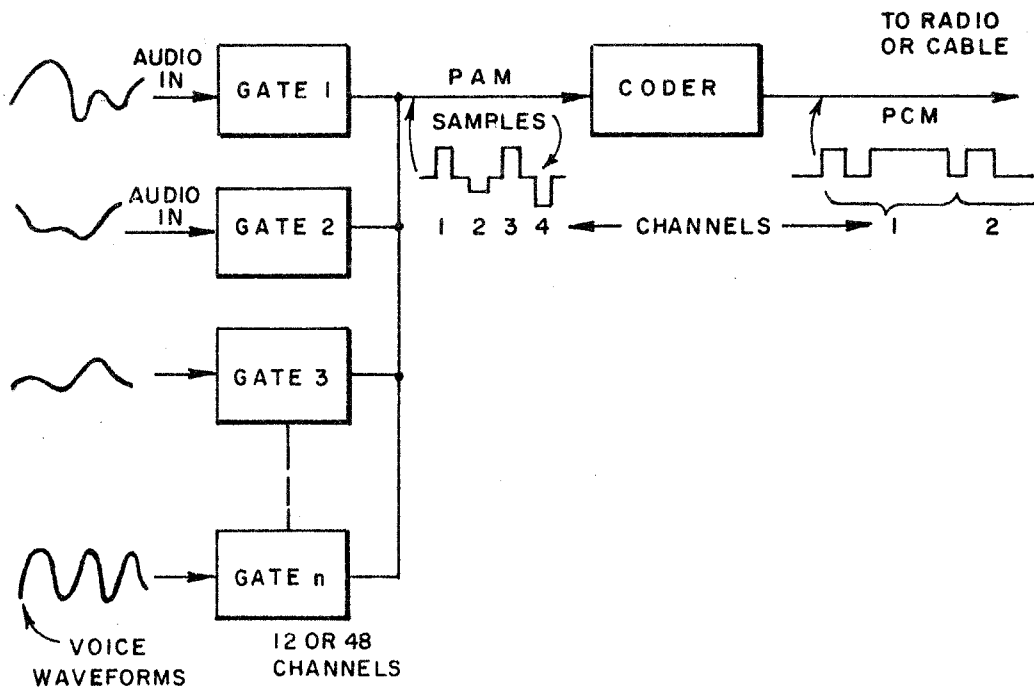 TO RADIO
OR CABLE
AUDIO
IN
GATE 1
PAM
CODER
SAMPLES
PCM
AUDIO
IN
GATE 2
1 2 3 4
CHANNELS
1
2
GATE 3
GATE n
VOICE
WAVEFORMS
12 OR 48
CHANNELS